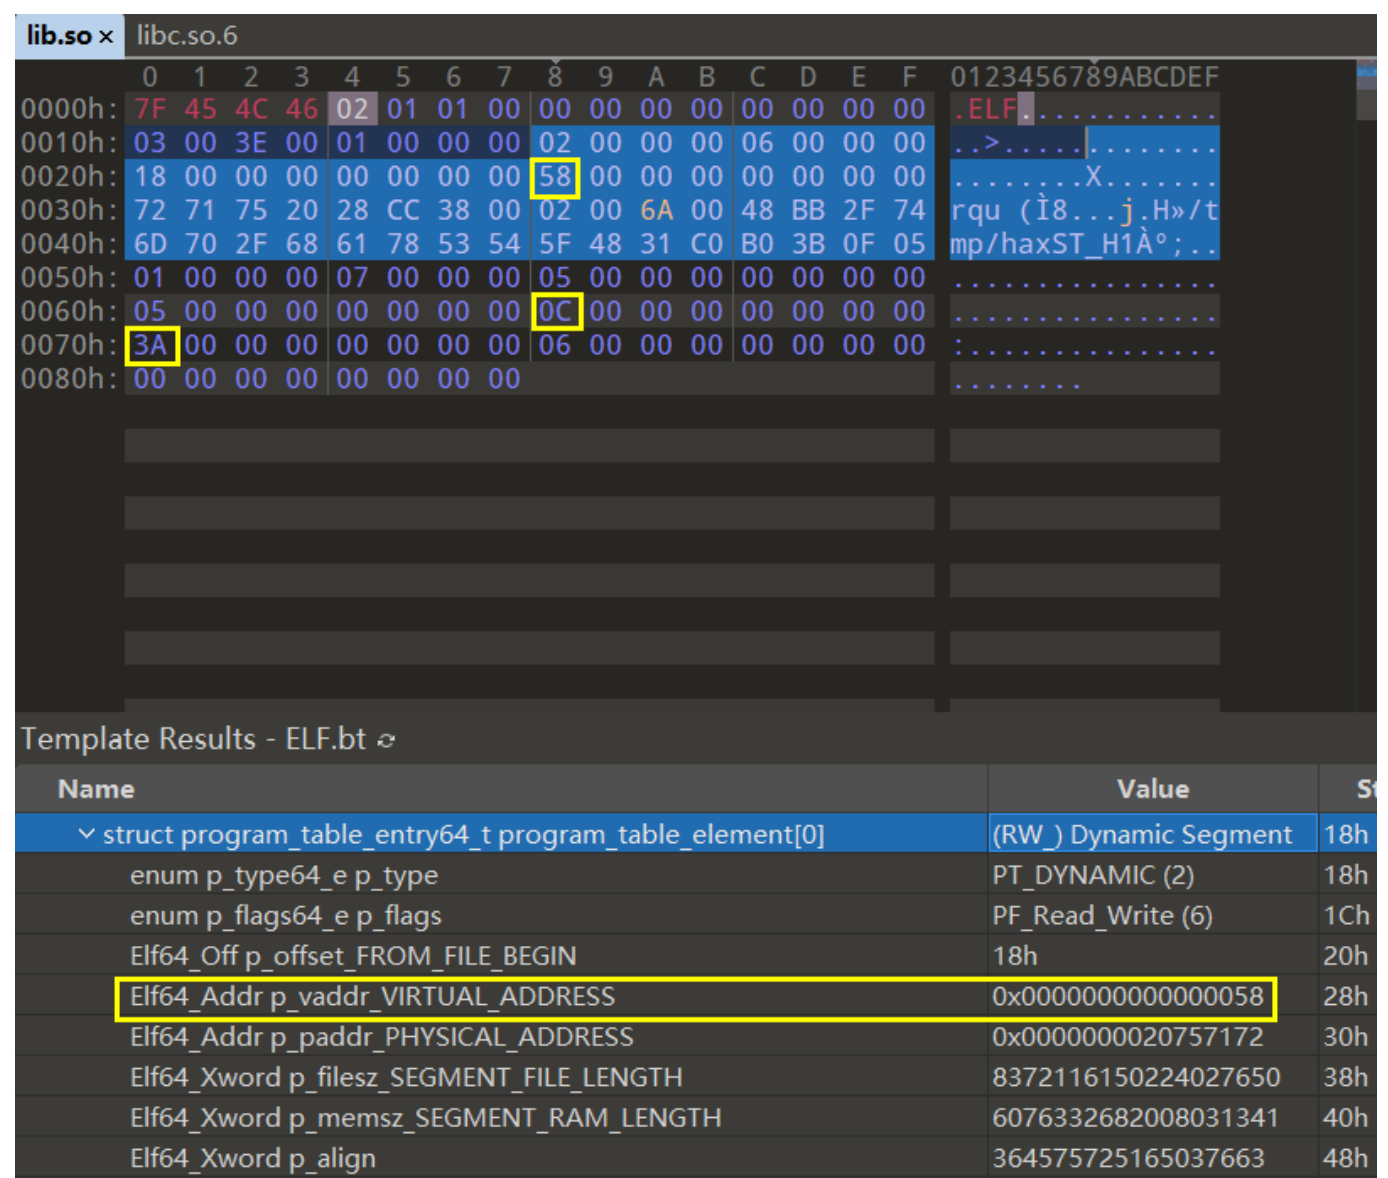 lib.so × libc.so.6
0 1 2 3 4 5 6 7 8 9 A B C D E F 0123456789ABCDEF
0000h: 7F 45 4C 46 02 01 01 00 00 00 00 00 00 00 00 00 .ELF............
0010h: 03 00 3E 00 01 00 00 00 02 00 00 00 06 00 00 00 ..>.............
0020h: 18 00 00 00 00 00 00 00 58 00 00 00 00 00 00 00 ........X.......
0030h: 72 71 75 20 28 CC 38 00 02 00 6A 00 48 BB 2F 74 rqu (Ì8...j.H»/t
0040h: 6D 70 2F 68 61 78 53 54 5F 48 31 C0 B0 3B 0F 05 mp/haxST_H1À°;..
0050h: 01 00 00 00 07 00 00 00 05 00 00 00 00 00 00 00 ................
0060h: 05 00 00 00 00 00 00 00 0C 00 00 00 00 00 00 00 ................
0070h: 3A 00 00 00 00 00 00 00 06 00 00 00 00 00 00 00 :...............
0080h: 00 00 00 00 00 00 00 00 ........
Template Results - ELF.bt
Name Value St
struct program_table_entry64_t program_table_element[0] (RW_) Dynamic Segment 18h
enum p_type64_e p_type PT_DYNAMIC (2) 18h
enum p_flags64_e p_flags PF_Read_Write (6) 1Ch
Elf64_Off p_offset_FROM_FILE_BEGIN 18h 20h
Elf64_Addr p_vaddr_VIRTUAL_ADDRESS 0x0000000000000058 28h
Elf64_Addr p_paddr_PHYSICAL_ADDRESS 0x0000000020757172 30h
Elf64_Xword p_filesz_SEGMENT_FILE_LENGTH 8372116150224027650 38h
Elf64_Xword p_memsz_SEGMENT_RAM_LENGTH 6076332682008031341 40h
Elf64_Xword p_align 364575725165037663 48h